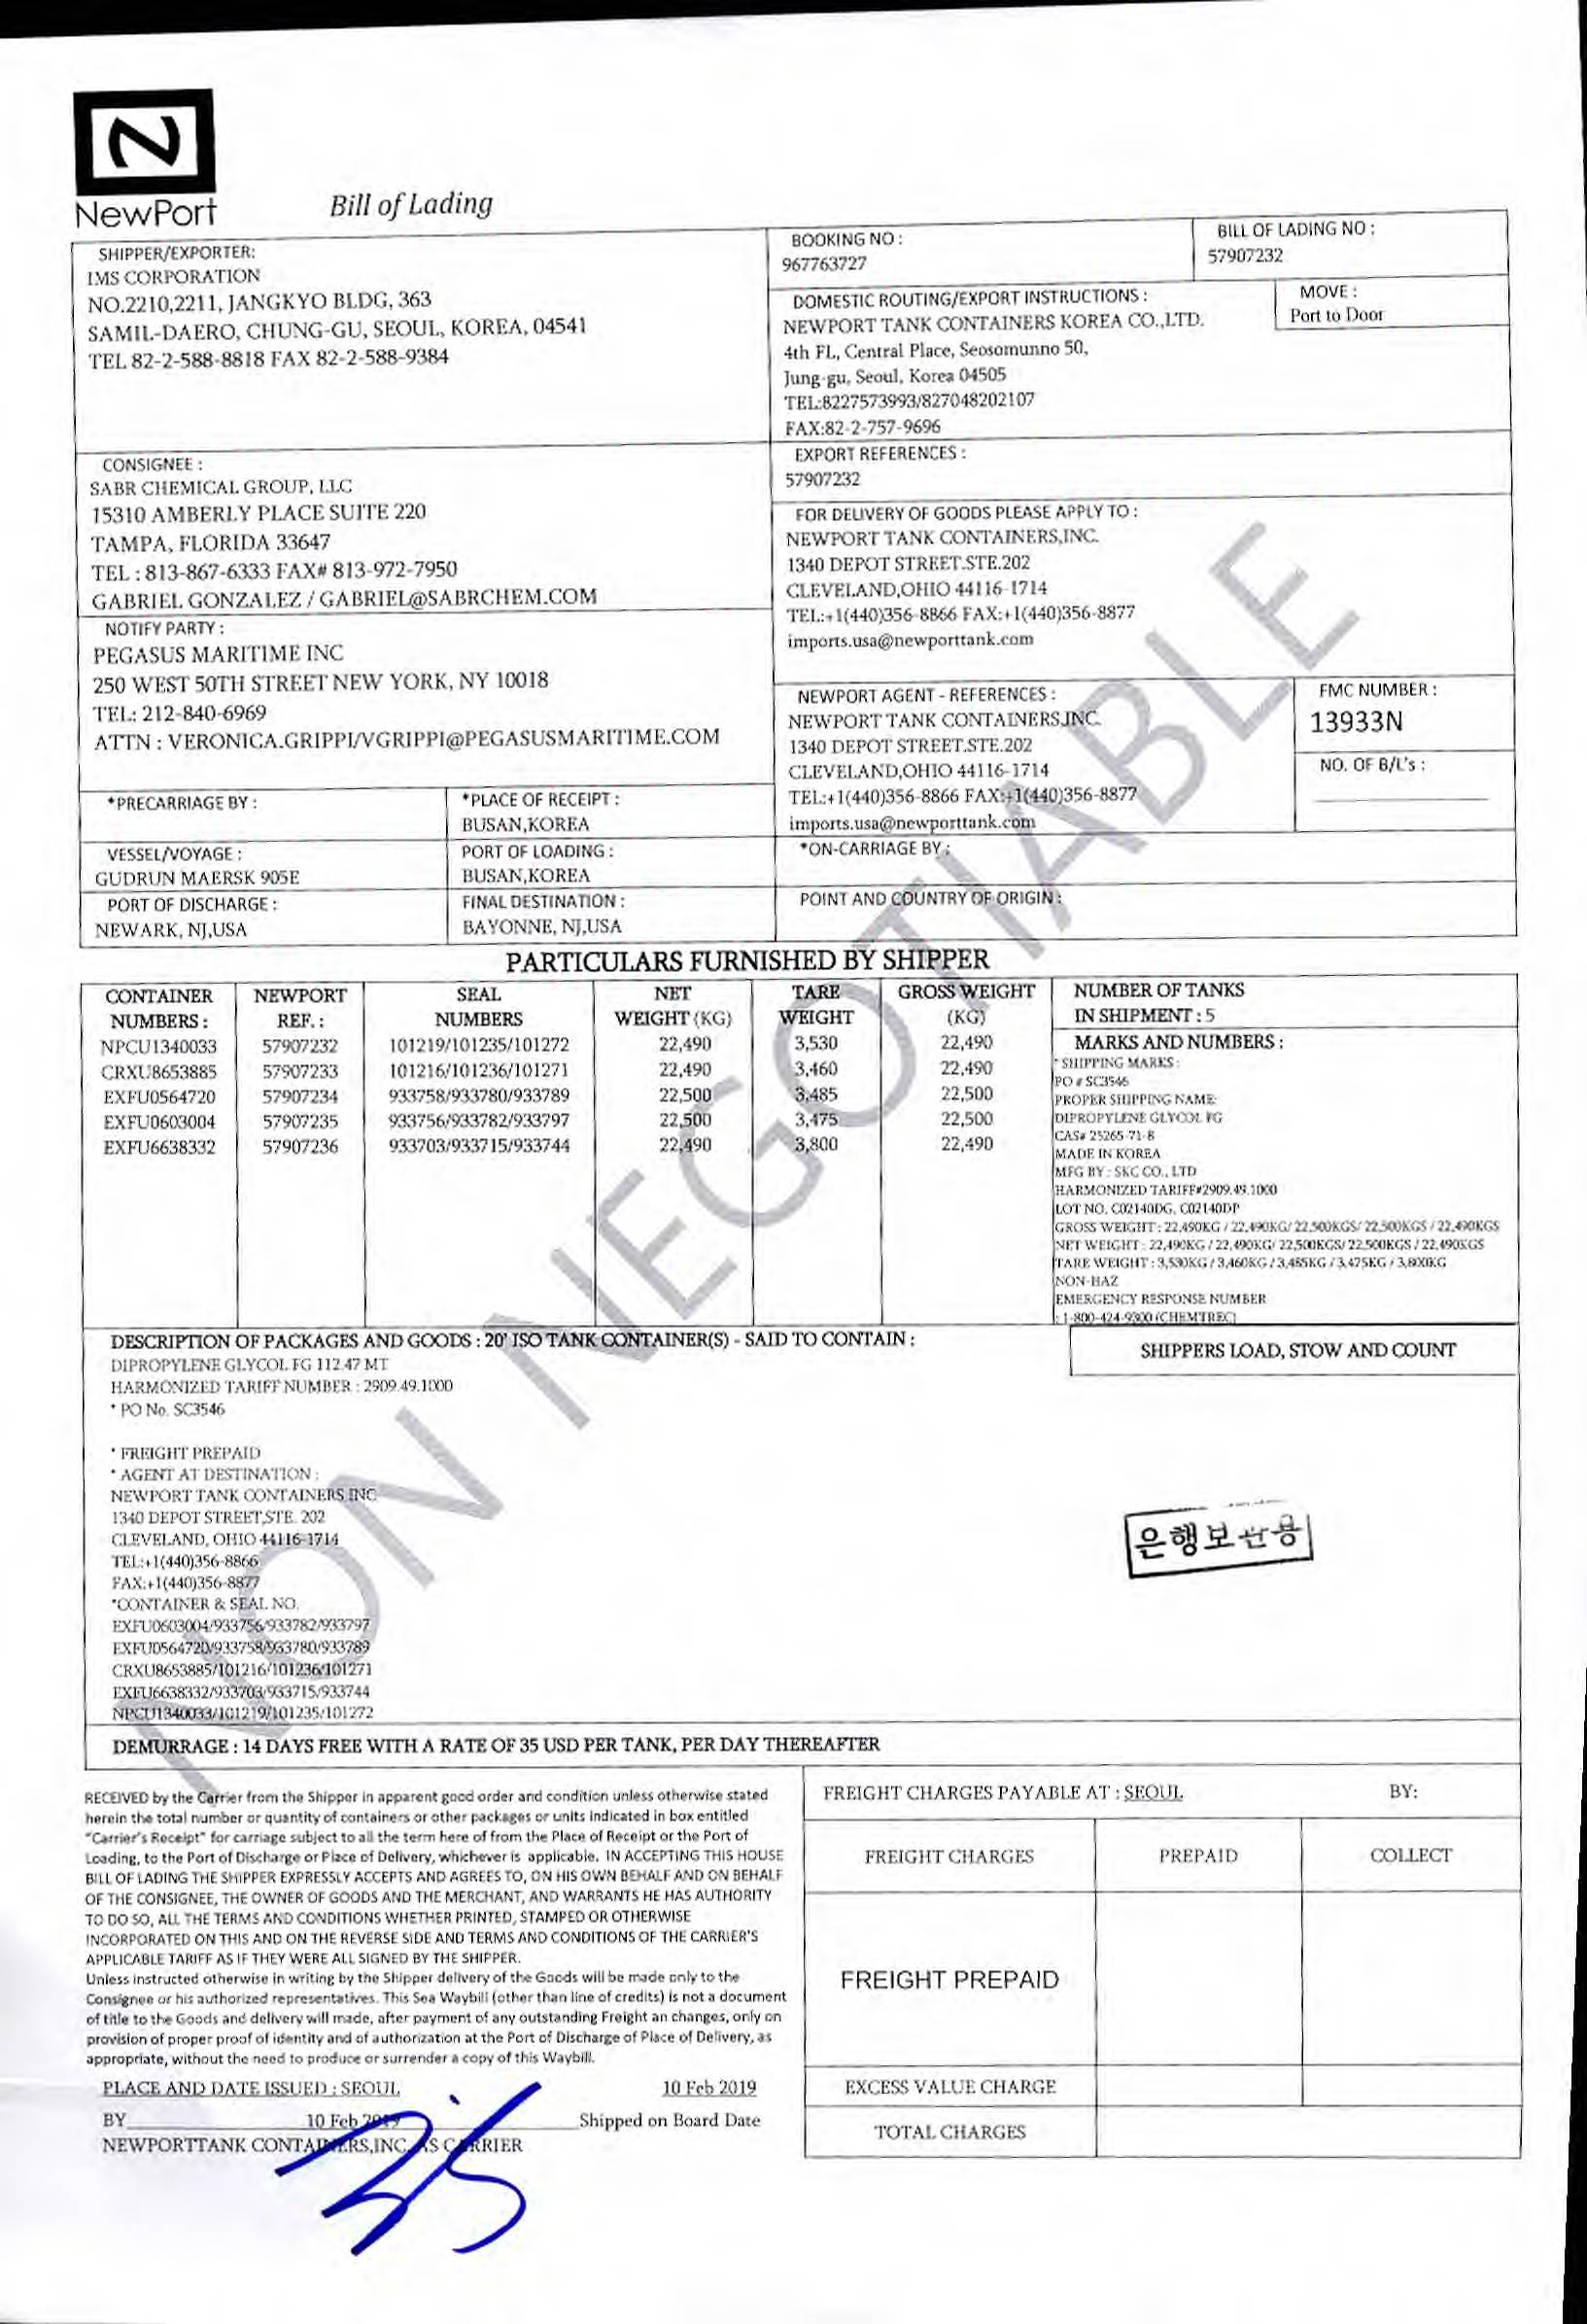 N
NewPort
Bill of Lading
SHIPPER/EXPORTER:
IMS CORPORATION
NO.2210,2211, JANGKYO BLDG, 363
SAMIL-DAERO, CHUNG-GU, SEOUL, KOREA, 04541
TEL 82-2-588-8818 FAX 82-2-588-9384
BOOKING NO :
967763727
BILL OF LADING NO :
57907232
DOMESTIC ROUTING/EXPORT INSTRUCTIONS :
NEWPORT TANK CONTAINERS KOREA CO.,LTD.
4th FL, Central Place, Seosomunno 50,
Jung-gu, Seoul, Korea 04505
TEL:8227573993/827048202107
FAX:82-2-757-9696
MOVE :
Port to Door
CONSIGNEE :
SABR CHEMICAL GROUP, LLC
15310 AMBERLY PLACE SUITE 220
TAMPA, FLORIDA 33647
TEL : 813-867-6333 FAX# 813-972-7950
GABRIEL GONZALEZ / GABRIEL@SABRCHEM.COM
EXPORT REFERENCES :
57907232
FOR DELIVERY OF GOODS PLEASE APPLY TO :
NEWPORT TANK CONTAINERS,INC.
1340 DEPOT STREET.STE.202
CLEVELAND,OHIO 44116-1714
TEL:+1(440)356-8866 FAX:+1(440)356-8877
imports.usa@newporttank.com
NOTIFY PARTY :
PEGASUS MARITIME INC
250 WEST 50TH STREET NEW YORK, NY 10018
TEL: 212-840-6969
ATTN : VERONICA.GRIPPI/VGRIPPI@PEGASUSMARITIME.COM
NEWPORT AGENT - REFERENCES :
NEWPORT TANK CONTAINERS,INC.
1340 DEPOT STREET.STE.202
CLEVELAND,OHIO 44116-1714
TEL:+1(440)356-8866 FAX:+1(440)356-8877
imports.usa@newporttank.com
FMC NUMBER :
13933N
NO. OF B/L's :
*PRECARRIAGE BY :
*PLACE OF RECEIPT :
BUSAN,KOREA
VESSEL/VOYAGE :
GUDRUN MAERSK 905E
PORT OF LOADING :
BUSAN,KOREA
*ON-CARRIAGE BY :
PORT OF DISCHARGE :
NEWARK, NJ,USA
FINAL DESTINATION :
BAYONNE, NJ,USA
POINT AND COUNTRY OF ORIGIN :
NON NEGOTIABLE
PARTICULARS FURNISHED BY SHIPPER
CONTAINER NEWPORT SEAL NET TARE GROSS WEIGHT
NUMBERS : REF. : NUMBERS WEIGHT (KG) WEIGHT (KG)
NPCU1340033 57907232 101219/101235/101272 22,490 3,530 22,490
CRXU8653885 57907233 101216/101236/101271 22,490 3,460 22,490
EXFU0564720 57907234 933758/933780/933789 22,500 3,485 22,500
EXFU0603004 57907235 933756/933782/933797 22,500 3,475 22,500
EXFU6638332 57907236 933703/933715/933744 22,490 3,800 22,490
NUMBER OF TANKS
IN SHIPMENT : 5
MARKS AND NUMBERS :
* SHIPPING MARKS :
PO # SC3546
PROPER SHIPPING NAME:
DIPROPYLENE GLYCOL FG
CAS# 25265-71-8
MADE IN KOREA
MFG BY : SKC CO., LTD
HARMONIZED TARIFF#2909.49.1000
LOT NO. C02140DG, C02140DP
GROSS WEIGHT : 22,490KG / 22,490KG/ 22,500KGS/ 22,500KGS / 22,490KGS
NET WEIGHT : 22,490KG / 22,490KG/ 22,500KGS/ 22,500KGS / 22,490KGS
TARE WEIGHT : 3,530KG / 3,460KG / 3,485KG / 3,475KG / 3,800KG
NON-HAZ
EMERGENCY RESPONSE NUMBER
: 1-800-424-9300 (CHEMTREC)
DESCRIPTION OF PACKAGES AND GOODS : 20' ISO TANK CONTAINER(S) - SAID TO CONTAIN :
SHIPPERS LOAD, STOW AND COUNT
DIPROPYLENE GLYCOL FG 112.47 MT
HARMONIZED TARIFF NUMBER : 2909.49.1000
* PO No. SC3546
* FREIGHT PREPAID
* AGENT AT DESTINATION :
NEWPORT TANK CONTAINERS,INC
1340 DEPOT STREET,STE. 202
CLEVELAND, OHIO 44116-1714
TEL:+1(440)356-8866
FAX:+1(440)356-8877
*CONTAINER & SEAL NO.
EXFU0603004/933756/933782/933797
EXFU0564720/933758/933780/933789
CRXU8653885/101216/101236/101271
EXFU6638332/933703/933715/933744
NPCU1340033/101219/101235/101272
은행보관용
DEMURRAGE : 14 DAYS FREE WITH A RATE OF 35 USD PER TANK, PER DAY THEREAFTER
RECEIVED by the Carrier from the Shipper in apparent good order and condition unless otherwise stated
herein the total number or quantity of containers or other packages or units indicated in box entitled
"Carrier's Receipt" for carriage subject to all the term here of from the Place of Receipt or the Port of
Loading, to the Port of Discharge or Place of Delivery, whichever is applicable. IN ACCEPTING THIS HOUSE
BILL OF LADING THE SHIPPER EXPRESSLY ACCEPTS AND AGREES TO, ON HIS OWN BEHALF AND ON BEHALF
OF THE CONSIGNEE, THE OWNER OF GOODS AND THE MERCHANT, AND WARRANTS HE HAS AUTHORITY
TO DO SO, ALL THE TERMS AND CONDITIONS WHETHER PRINTED, STAMPED OR OTHERWISE
INCORPORATED ON THIS AND ON THE REVERSE SIDE AND TERMS AND CONDITIONS OF THE CARRIER'S
APPLICABLE TARIFF AS IF THEY WERE ALL SIGNED BY THE SHIPPER.
Unless instructed otherwise in writing by the Shipper delivery of the Goods will be made only to the
Consignee or his authorized representatives. This Sea Waybill (other than line of credits) is not a document
of title to the Goods and delivery will made, after payment of any outstanding Freight an changes, only on
provision of proper proof of identity and of authorization at the Port of Discharge of Place of Delivery, as
appropriate, without the need to produce or surrender a copy of this Waybill.
PLACE AND DATE ISSUED : SEOUL 10 Feb 2019
BY 10 Feb 2019 Shipped on Board Date
NEWPORTTANK CONTAINERS,INC. AS CARRIER
FREIGHT CHARGES PAYABLE AT : SEOUL BY:
FREIGHT CHARGES PREPAID COLLECT
FREIGHT PREPAID
EXCESS VALUE CHARGE
TOTAL CHARGES